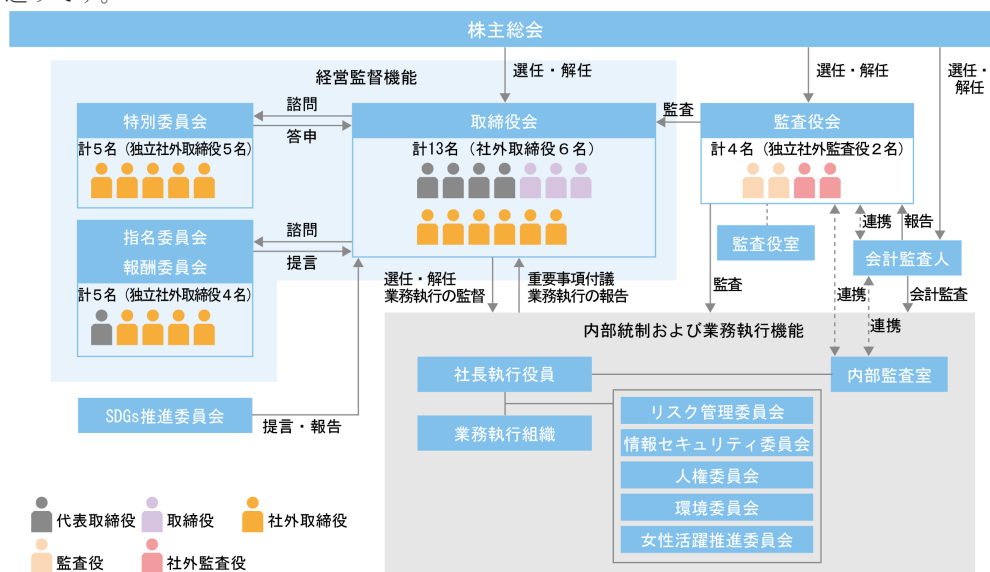 通りです。
株主総会
選任・解任
選任・解任
選任・
解任
経営監督機能
特別委員会
計5名（独立社外取締役5名）
諮問
答申
取締役会
計13名（社外取締役6名）
監査
監査役会
計4名（独立社外監査役2名）
指名委員会
報酬委員会
計5名（独立社外取締役4名）
諮問
提言
監査役室
連携
報告
会計監査人
選任・解任
業務執行の監督
重要事項付議
業務執行の報告
監査
連携
連携
会計監査
内部統制および業務執行機能
社長執行役員
内部監査室
業務執行組織
リスク管理委員会
情報セキュリティ委員会
人権委員会
環境委員会
女性活躍推進委員会
SDGs推進委員会
提言・報告
代表取締役
取締役
社外取締役
監査役
社外監査役